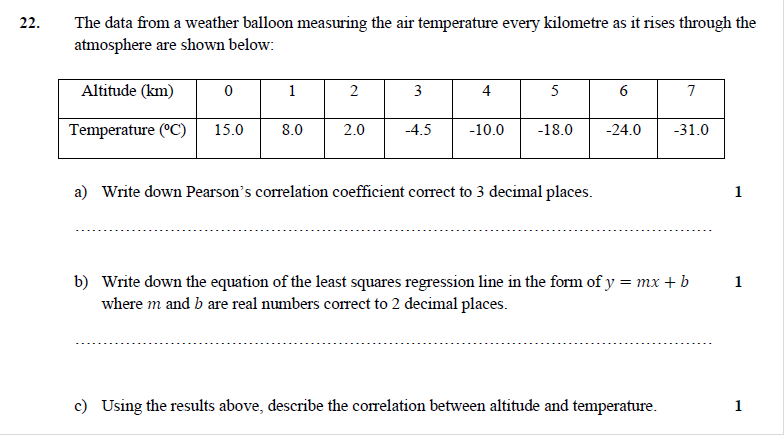 22. The data from a weather balloon measuring the air temperature every kilometre as it rises through the
atmosphere are shown below:
Altitude (km) 0 1 2 3 4 5 6 7
Temperature (ºC) 15.0 8.0 2.0 -4.5 -10.0 -18.0 -24.0 -31.0
a) Write down Pearson's correlation coefficient correct to 3 decimal places. 1
b) Write down the equation of the least squares regression line in the form of y = mx + b 1
where m and b are real numbers correct to 2 decimal places.
c) Using the results above, describe the correlation between altitude and temperature. 1